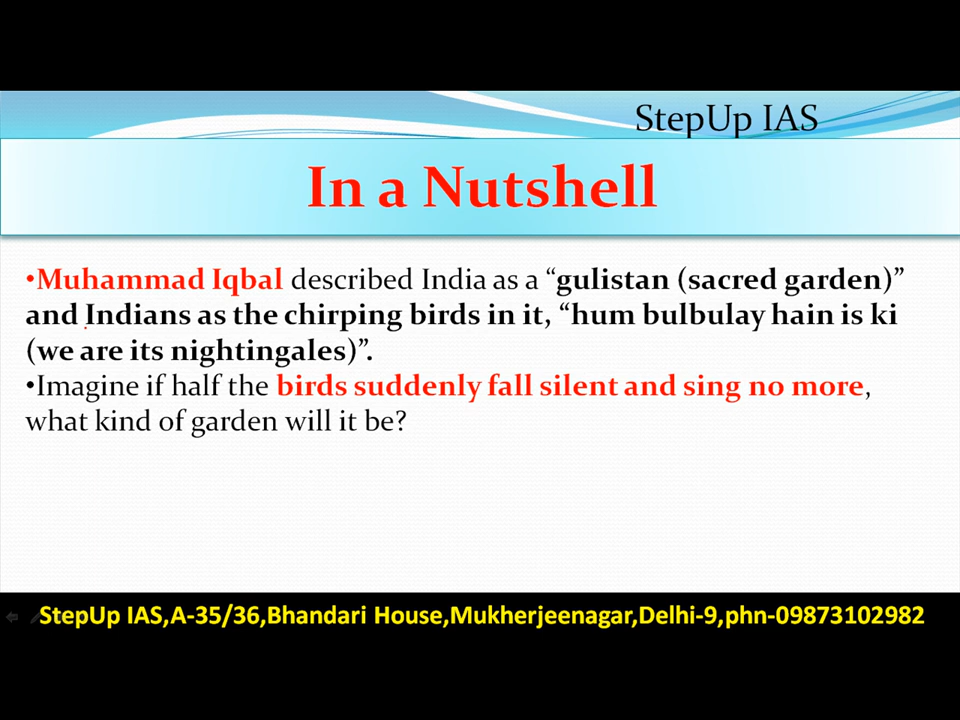 StepUp IAS
In a Nutshell
•Muhammad Iqbal described India as a “gulistan (sacred garden)”
and Indians as the chirping birds in it, “hum bulbulay hain is ki
(we are its nightingales)”.
•Imagine if half the birds suddenly fall silent and sing no more,
what kind of garden will it be?
StepUp IAS,A-35/36,Bhandari House,Mukherjeenagar,Delhi-9,phn-09873102982